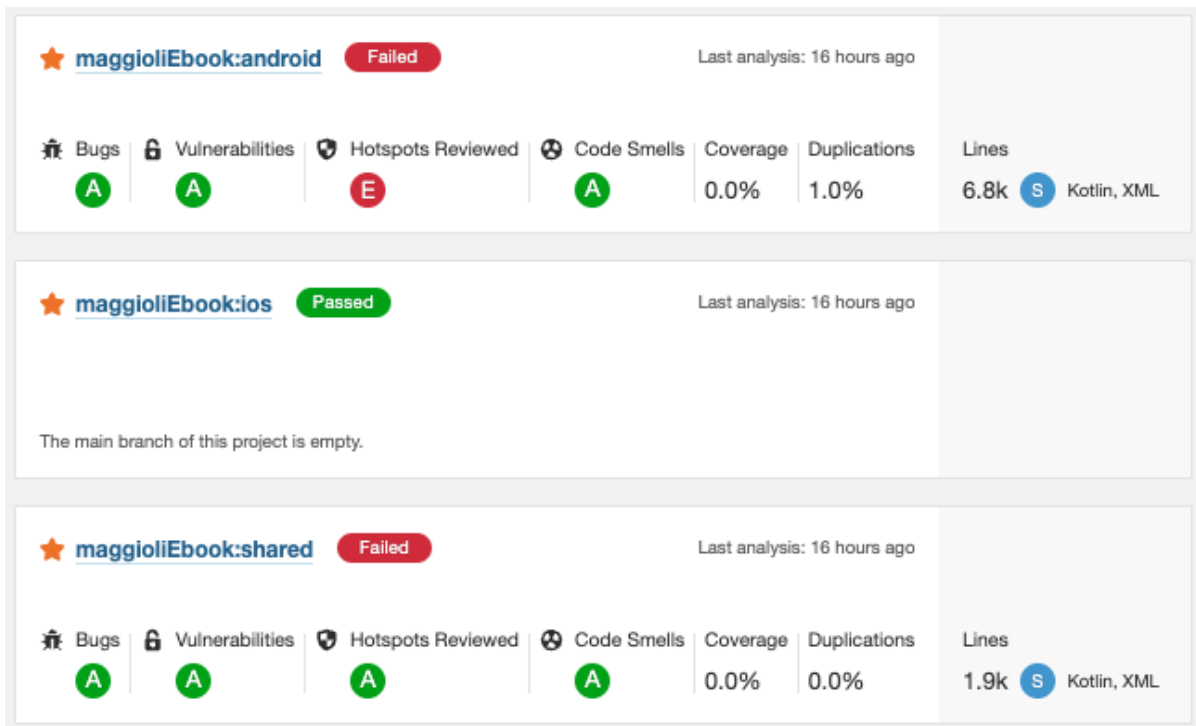 maggioliEbook:android Failed Last analysis: 16 hours ago
Bugs Vulnerabilities Hotspots Reviewed Code Smells Coverage Duplications Lines
A A E A 0.0% 1.0% 6.8k S Kotlin, XML
maggioliEbook:ios Passed Last analysis: 16 hours ago
The main branch of this project is empty.
maggioliEbook:shared Failed Last analysis: 16 hours ago
Bugs Vulnerabilities Hotspots Reviewed Code Smells Coverage Duplications Lines
A A A A 0.0% 0.0% 1.9k S Kotlin, XML